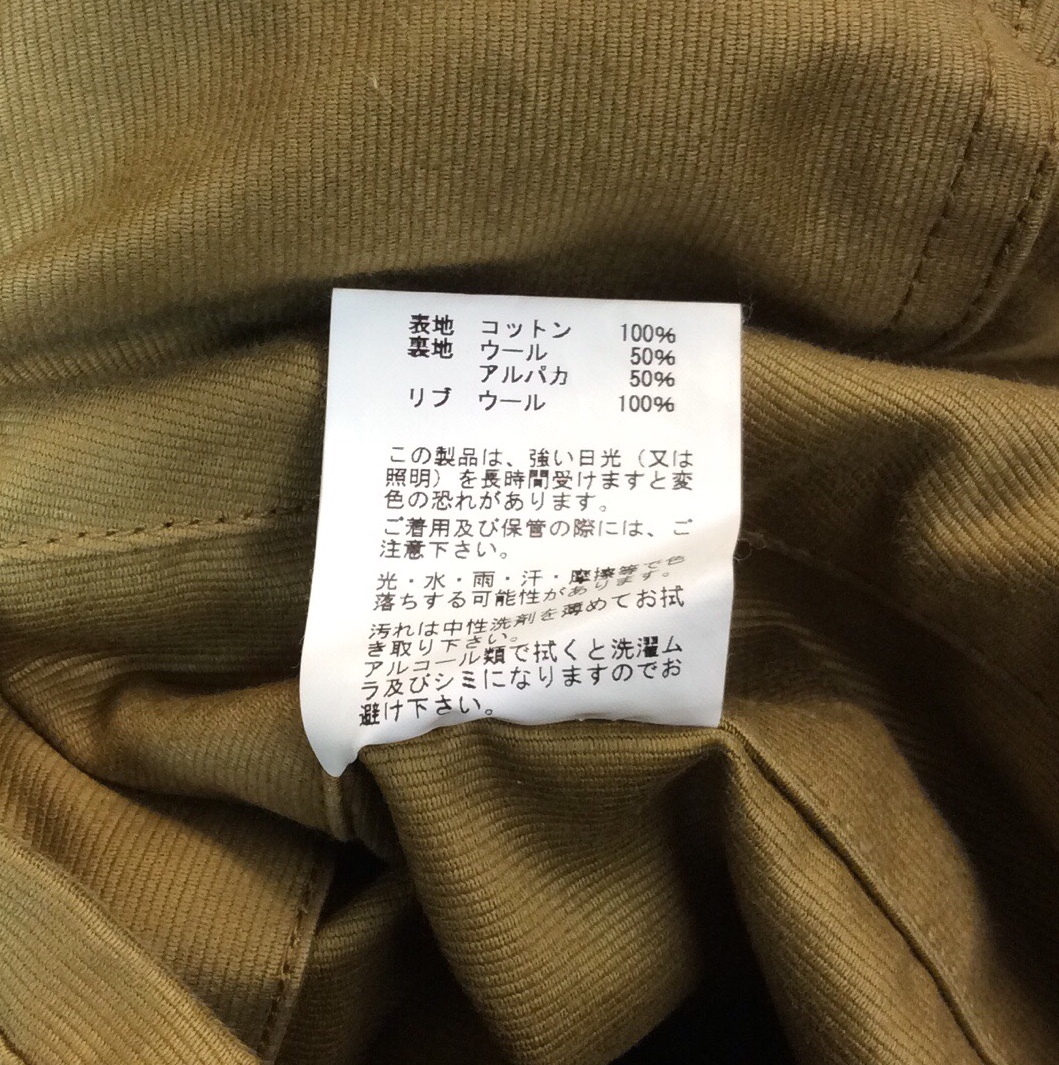 表地 コットン 100%
裏地 ウール 50%
アルパカ 50%
リブ ウール 100%
この製品は、強い日光（又は
照明）を長時間受けますと変
色の恐れがあります。
ご着用及び保管の際には、ご
注意下さい。
光・水・雨・汗・摩擦等で色
落ちする可能性があります。
汚れは中性洗剤を薄めてお拭
き取り下さい。
アルコール類で拭くと洗濯ム
ラ及びシミになりますのでお
避け下さい。